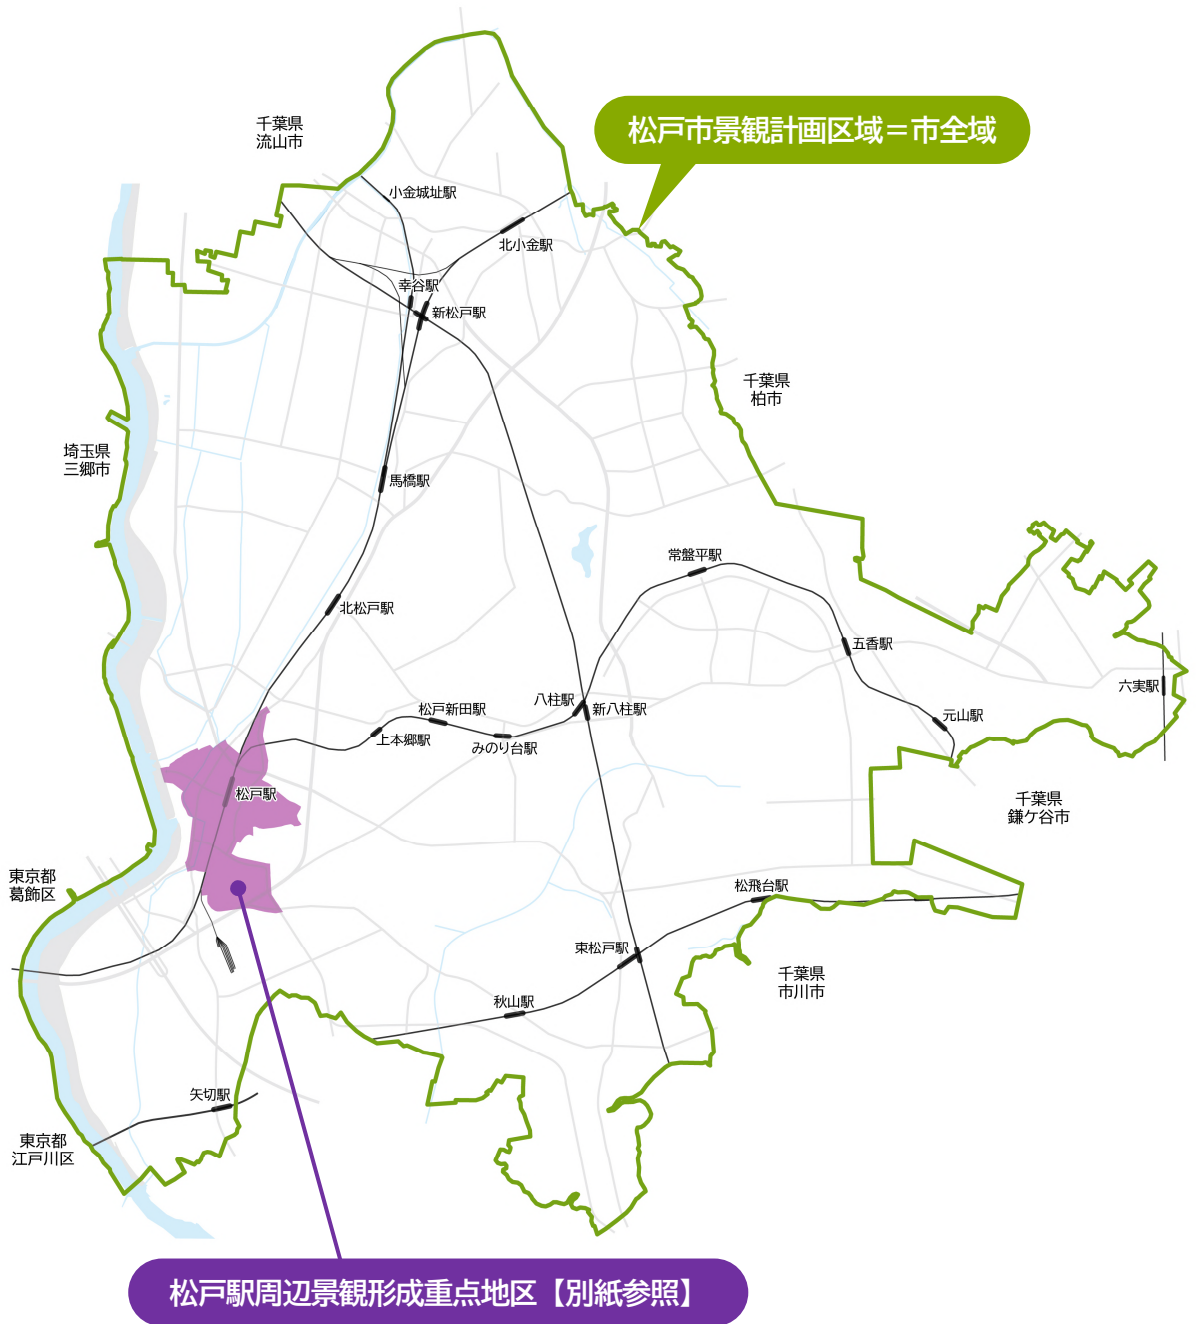 松戸市景観計画区域＝市全域
千葉県
流山市
小金城址駅
北小金駅
幸谷駅
新松戸駅
千葉県
柏市
埼玉県
三郷市
馬橋駅
常盤平駅
北松戸駅
五香駅
六実駅
八柱駅
新八柱駅
松戸新田駅
元山駅
上本郷駅
みのり台駅
松戸駅
千葉県
鎌ケ谷市
東京都
葛飾区
松飛台駅
東松戸駅
千葉県
市川市
秋山駅
矢切駅
東京都
江戸川区
松戸駅周辺景観形成重点地区【別紙参照】